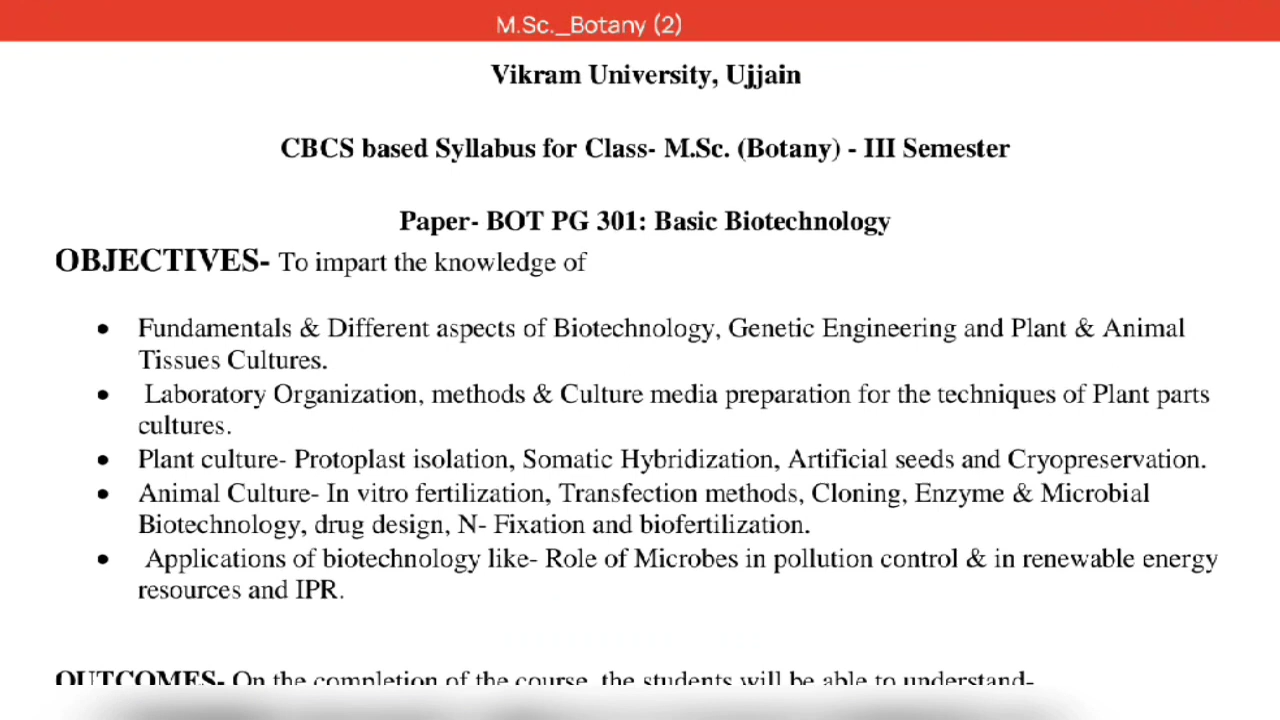 M.Sc._Botany (2)
Vikram University, Ujjain
CBCS based Syllabus for Class- M.Sc. (Botany) - III Semester
Paper- BOT PG 301: Basic Biotechnology
OBJECTIVES- To impart the knowledge of
• Fundamentals & Different aspects of Biotechnology, Genetic Engineering and Plant & Animal
Tissues Cultures.
• Laboratory Organization, methods & Culture media preparation for the techniques of Plant parts
cultures.
• Plant culture- Protoplast isolation, Somatic Hybridization, Artificial seeds and Cryopreservation.
• Animal Culture- In vitro fertilization, Transfection methods, Cloning, Enzyme & Microbial
Biotechnology, drug design, N- Fixation and biofertilization.
• Applications of biotechnology like- Role of Microbes in pollution control & in renewable energy
resources and IPR.
OUTCOMES- On the completion of the course, the students will be able to understand-